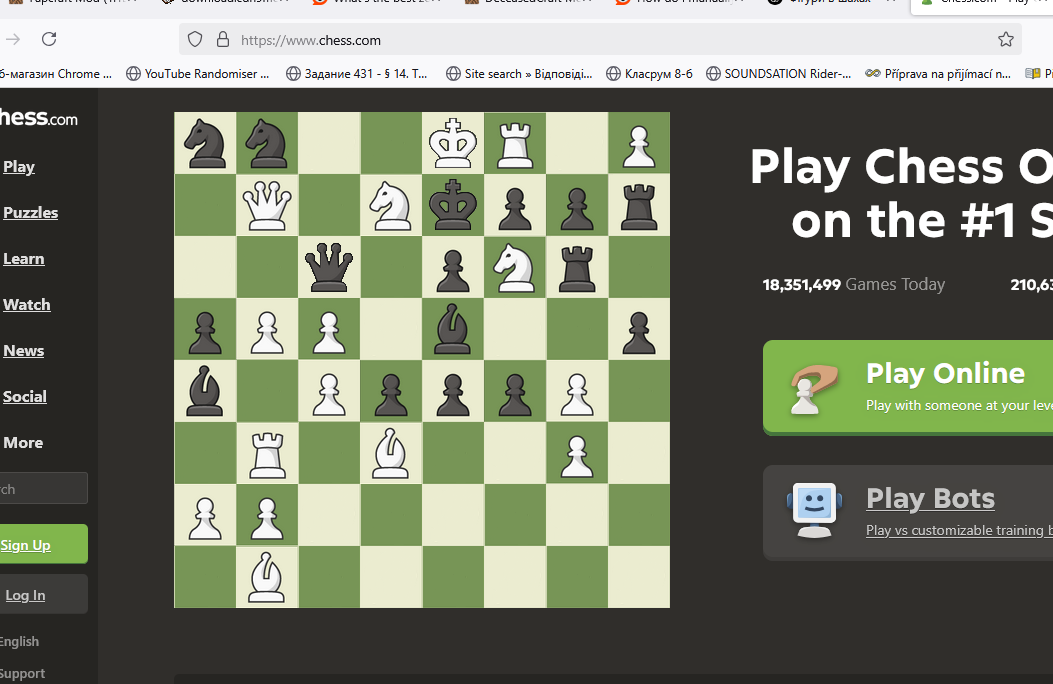 https://www.chess.com
б-магазин Chrome ...
YouTube Randomiser ...
Задание 431 - § 14. Т...
Site search » Відповіді...
Класрум 8-б
SOUNDSATION Rider-...
Příprava na přijímací n...
hess.com
Play
Puzzles
Learn
Watch
News
Social
More
rch
Sign Up
Log In
English
Support
Play Chess O
on the #1 S
18,351,499 Games Today
210,63
Play Online
Play with someone at your leve
Play Bots
Play vs customizable training b